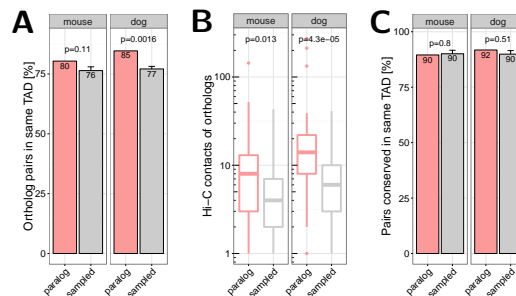 A
mouse
dog
p=0.11
p=0.0016
80
76
85
77
Ortholog pairs in same TAD [%]
75
50
25
0
paralog
sampled
paralog
sampled
B
mouse
dog
p=0.013
p=4.3e−05
Hi−C contacts of orthologs
100
10
1
paralog
sampled
paralog
sampled
C
mouse
dog
p=0.8
p=0.51
90
90
92
90
Pairs conserved in same TAD [%]
75
50
25
0
paralog
sampled
paralog
sampled